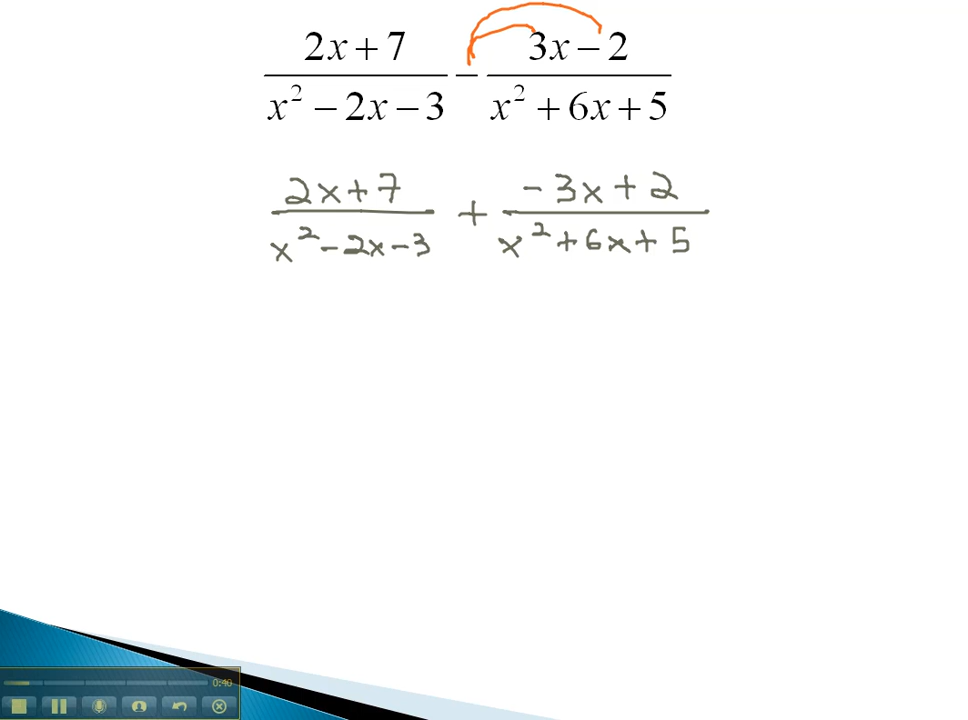 2x + 7 / x² − 2x − 3 − 3x − 2 / x² + 6x + 5
2x + 7 / x² − 2x − 3 + −3x + 2 / x² + 6x + 5
0:40